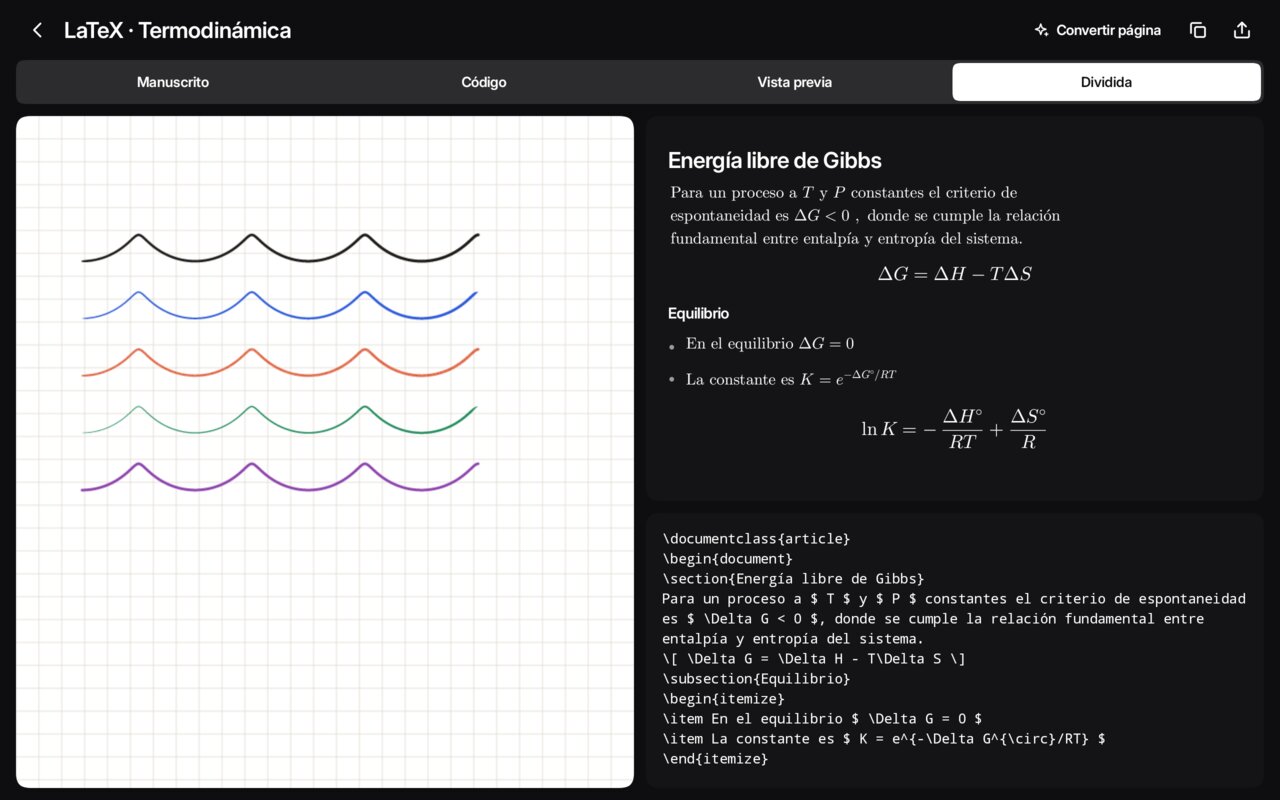 LaTeX · Termodinámica
Convertir página
Manuscrito
Código
Vista previa
Dividida
Energía libre de Gibbs
Para un proceso a T y P constantes el criterio de
espontaneidad es ΔG < 0 , donde se cumple la relación
fundamental entre entalpía y entropía del sistema.
ΔG = ΔH − TΔS
Equilibrio
• En el equilibrio ΔG = 0
• La constante es K = e^{−ΔG°/RT}
ln K = − ΔH°/RT + ΔS°/R
\documentclass{article}
\begin{document}
\section{Energía libre de Gibbs}
Para un proceso a $ T $ y $ P $ constantes el criterio de espontaneidad
es $ \Delta G < 0 $, donde se cumple la relación fundamental entre
entalpía y entropía del sistema.
\[ \Delta G = \Delta H - T\Delta S \]
\subsection{Equilibrio}
\begin{itemize}
\item En el equilibrio $ \Delta G = 0 $
\item La constante es $ K = e^{-\Delta G^{\circ}/RT} $
\end{itemize}